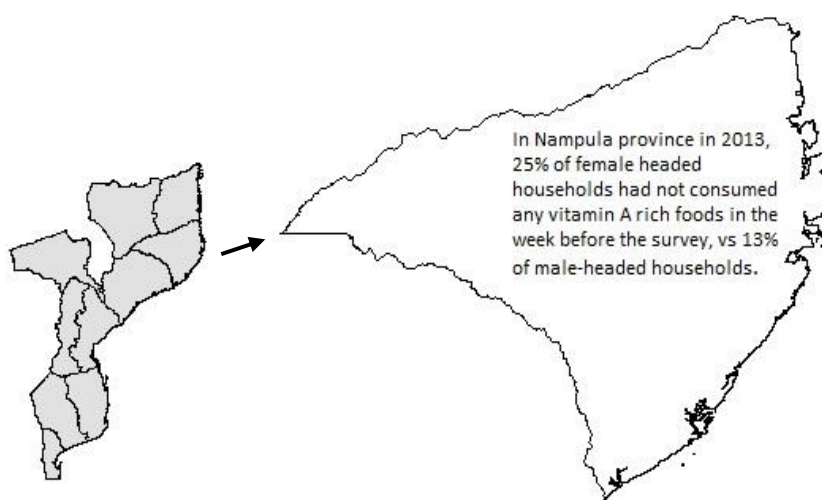 In Nampula province in 2013,
25% of female headed
households had not consumed
any vitamin A rich foods in the
week before the survey, vs 13%
of male-headed households.